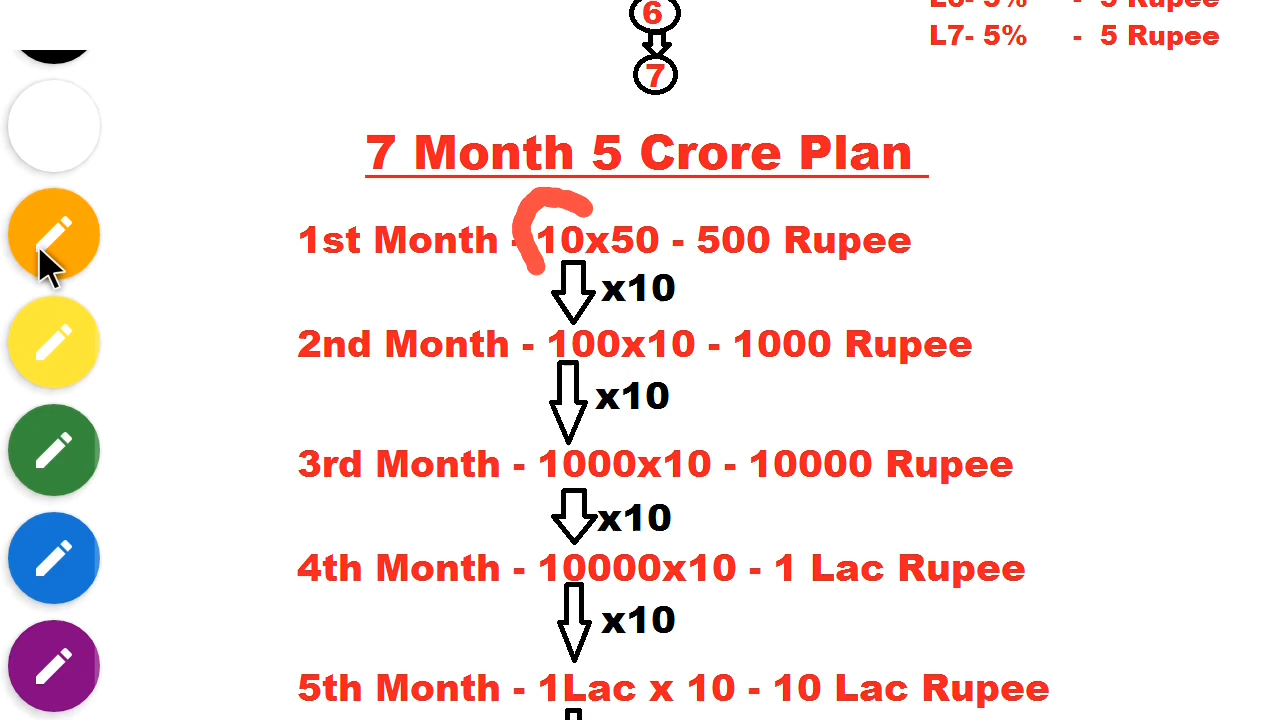 6
L7- 5% - 5 Rupee
7
7 Month 5 Crore Plan
1st Month - 10x50 - 500 Rupee
x10
2nd Month - 100x10 - 1000 Rupee
x10
3rd Month - 1000x10 - 10000 Rupee
x10
4th Month - 10000x10 - 1 Lac Rupee
x10
5th Month - 1Lac x 10 - 10 Lac Rupee